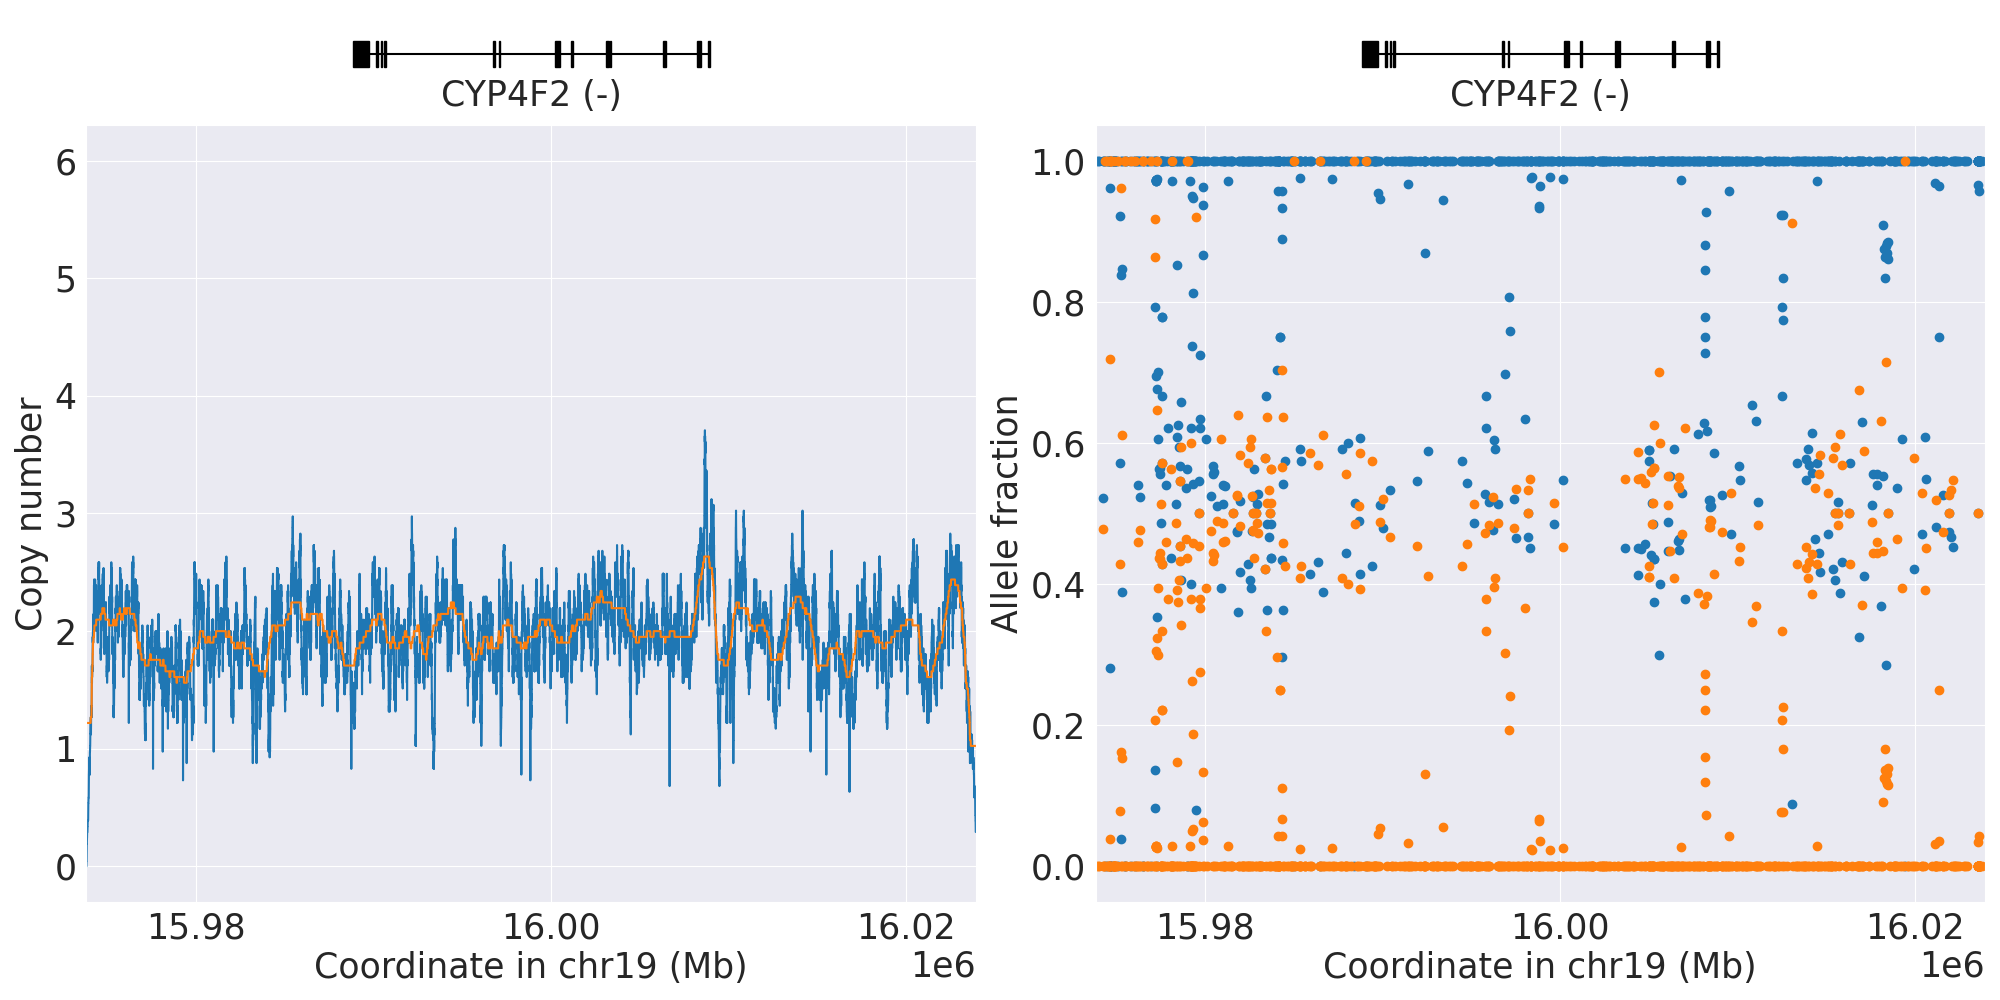 CYP4F2 (-)
Copy number
6
5
4
3
2
1
0
15.98
16.00
16.02
Coordinate in chr19 (Mb)
1e6
CYP4F2 (-)
Allele fraction
1.0
0.8
0.6
0.4
0.2
0.0
15.98
16.00
16.02
Coordinate in chr19 (Mb)
1e6